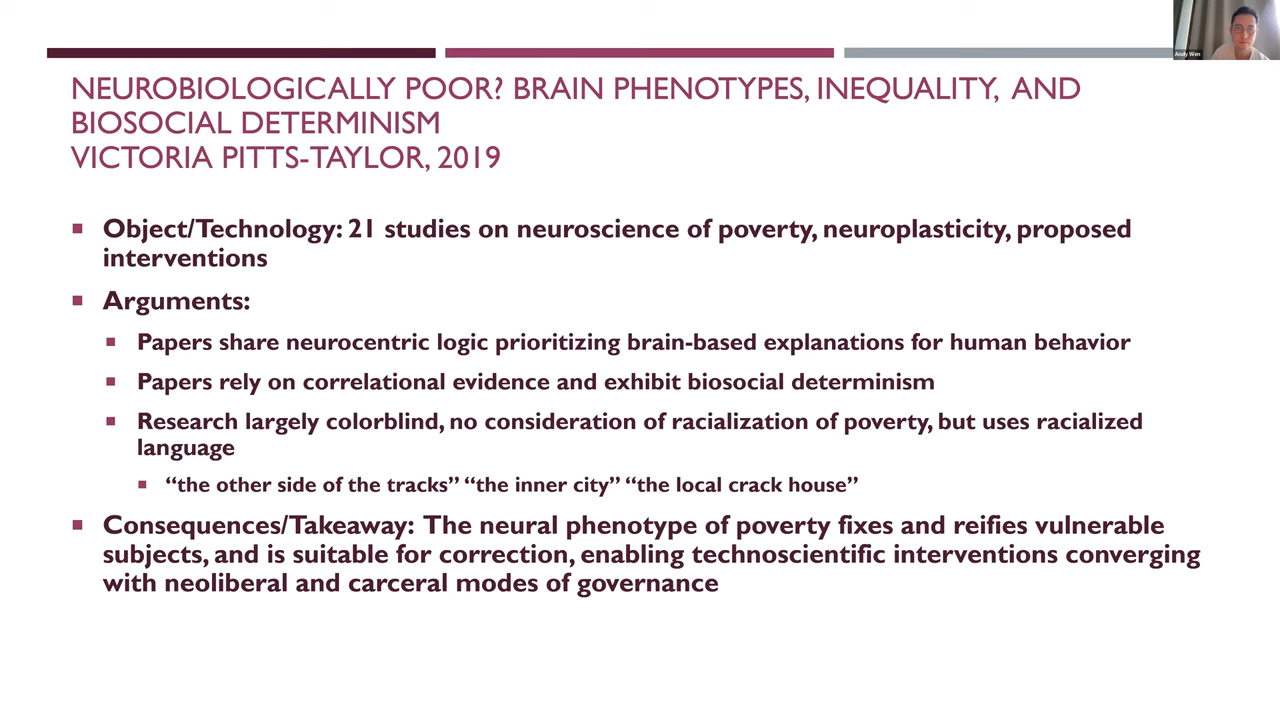 Andy Wen
NEUROBIOLOGICALLY POOR? BRAIN PHENOTYPES, INEQUALITY, AND
BIOSOCIAL DETERMINISM
VICTORIA PITTS-TAYLOR, 2019
Object/Technology: 21 studies on neuroscience of poverty, neuroplasticity, proposed
interventions
Arguments:
Papers share neurocentric logic prioritizing brain-based explanations for human behavior
Papers rely on correlational evidence and exhibit biosocial determinism
Research largely colorblind, no consideration of racialization of poverty, but uses racialized
language
“the other side of the tracks” “the inner city” “the local crack house”
Consequences/Takeaway: The neural phenotype of poverty fixes and reifies vulnerable
subjects, and is suitable for correction, enabling technoscientific interventions converging
with neoliberal and carceral modes of governance